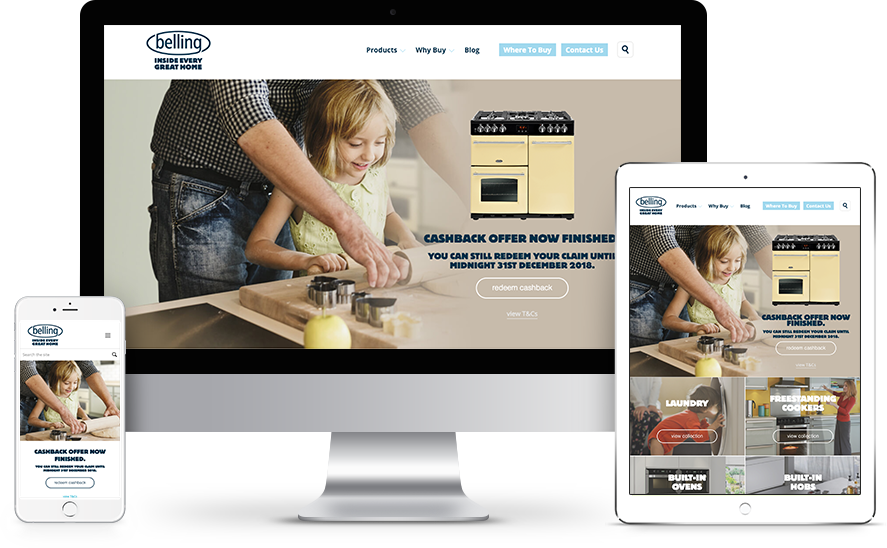 belling
INSIDE EVERY
GREAT HOME
Products
Why Buy
Blog
Where To Buy
Contact Us
CASHBACK OFFER NOW FINISHED
YOU CAN STILL REDEEM YOUR CLAIM UNTIL
MIDNIGHT 31ST DECEMBER 2018.
redeem cashback
view T&Cs
belling
INSIDE EVERY
GREAT HOME
Products
Why Buy
Blog
Where To Buy
Contact Us
CASHBACK OFFER NOW
FINISHED.
YOU CAN STILL REDEEM YOUR CLAIM UNTIL
MIDNIGHT 31ST DECEMBER 2018.
redeem cashback
view T&Cs
LAUNDRY
view collection
FREESTANDING
COOKERS
view collection
BUILT-IN
OVENS
BUILT-IN
HOBS
belling
INSIDE EVERY
GREAT HOME
Search the site
CASHBACK OFFER NOW
FINISHED.
YOU CAN STILL REDEEM YOUR CLAIM UNTIL
MIDNIGHT 31ST DECEMBER 2018.
redeem cashback
view T&Cs